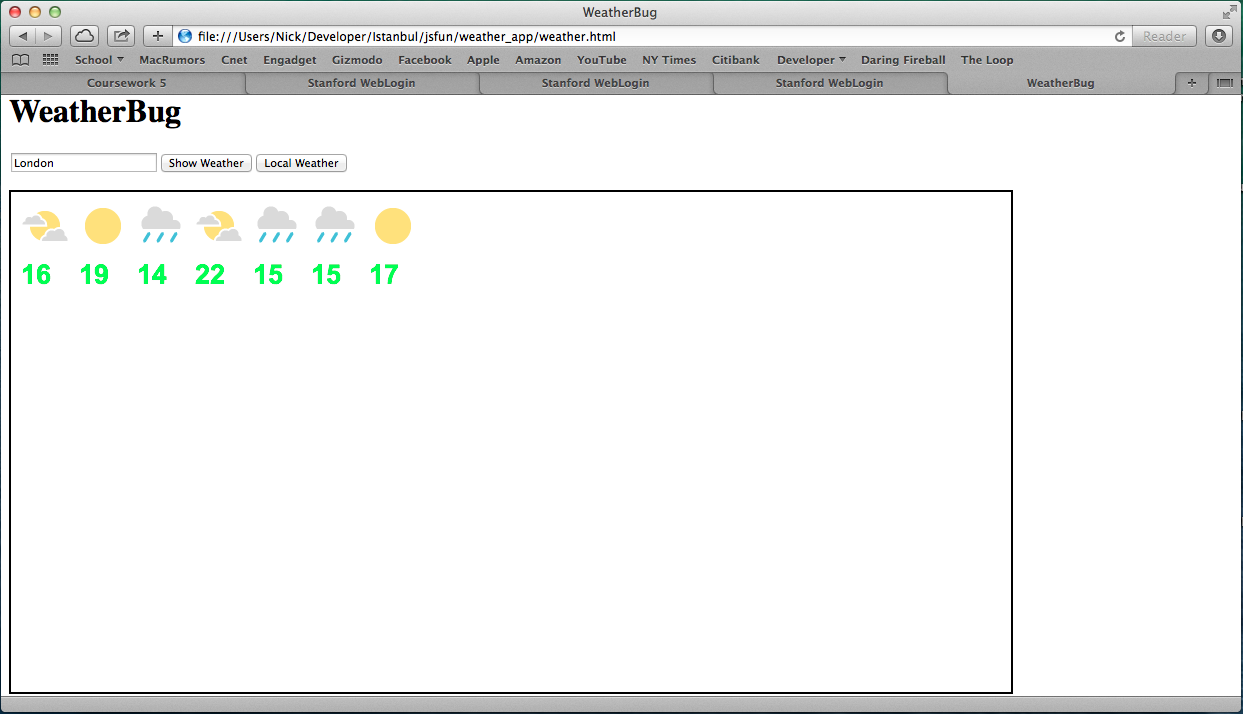 WeatherBug
file:///Users/Nick/Developer/Istanbul/jsfun/weather_app/weather.html
Reader
School MacRumors Cnet Engadget Gizmodo Facebook Apple Amazon YouTube NY Times Citibank Developer Daring Fireball The Loop
Coursework 5 Stanford WebLogin Stanford WebLogin Stanford WebLogin WeatherBug
WeatherBug
London Show Weather Local Weather
16 19 14 22 15 15 17